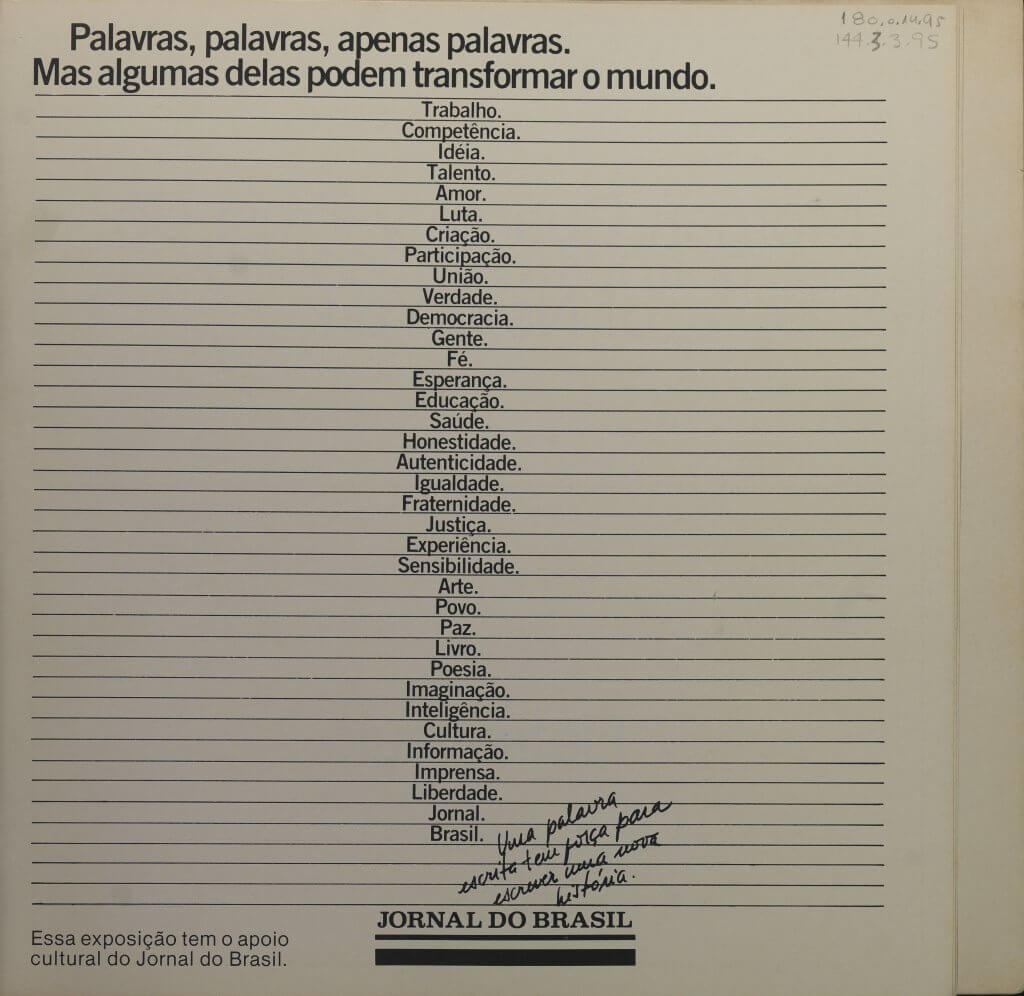 180.0.14.95
144.3.3.95
Palavras, palavras, apenas palavras.
Mas algumas delas podem transformar o mundo.
Trabalho.
Competência.
Idéia.
Talento.
Amor.
Luta.
Criação.
Participação.
União.
Verdade.
Democracia.
Gente.
Fé.
Esperança.
Educação.
Saúde.
Honestidade.
Autenticidade.
Igualdade.
Fraternidade.
Justiça.
Experiência.
Sensibilidade.
Arte.
Povo.
Paz.
Livro.
Poesia.
Imaginação.
Inteligência.
Cultura.
Informação.
Imprensa.
Liberdade.
Jornal.
Brasil.
Uma palavra
escrita tem força para
escrever uma nova
história.
JORNAL DO BRASIL
Essa exposição tem o apoio
cultural do Jornal do Brasil.